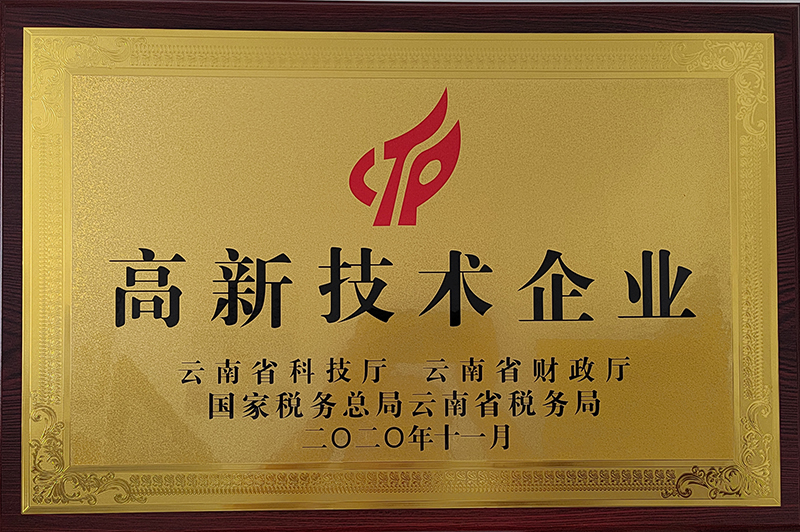 CTP
高新技术企业
云南省科技厅 云南省财政厅
国家税务总局云南省税务局
二〇二〇年十一月